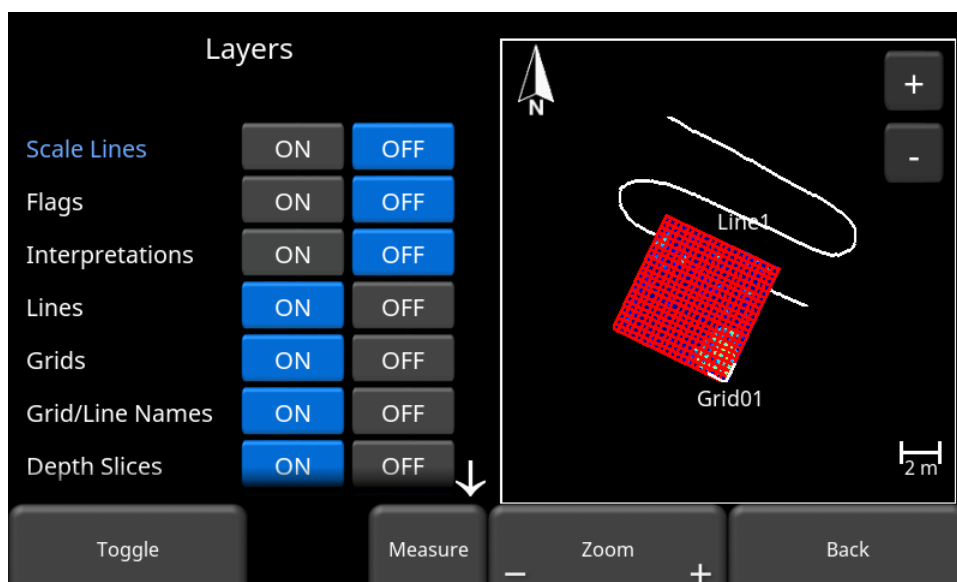 Layers
Scale Lines ON OFF
Flags ON OFF
Interpretations ON OFF
Lines ON OFF
Grids ON OFF
Grid/Line Names ON OFF
Depth Slices ON OFF
N
+
-
Line1
Grid01
2 m
Toggle
Measure
Zoom
− +
Back